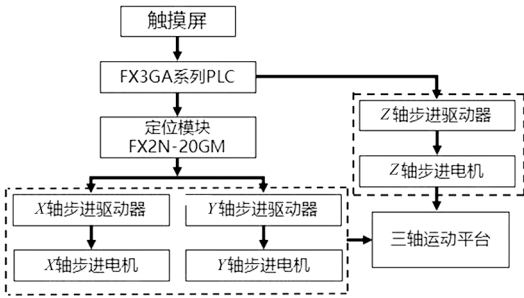 触摸屏
FX3GA系列PLC
定位模块
FX2N-20GM
Z轴步进驱动器
Z轴步进电机
X轴步进驱动器
Y轴步进驱动器
X轴步进电机
Y轴步进电机
三轴运动平台